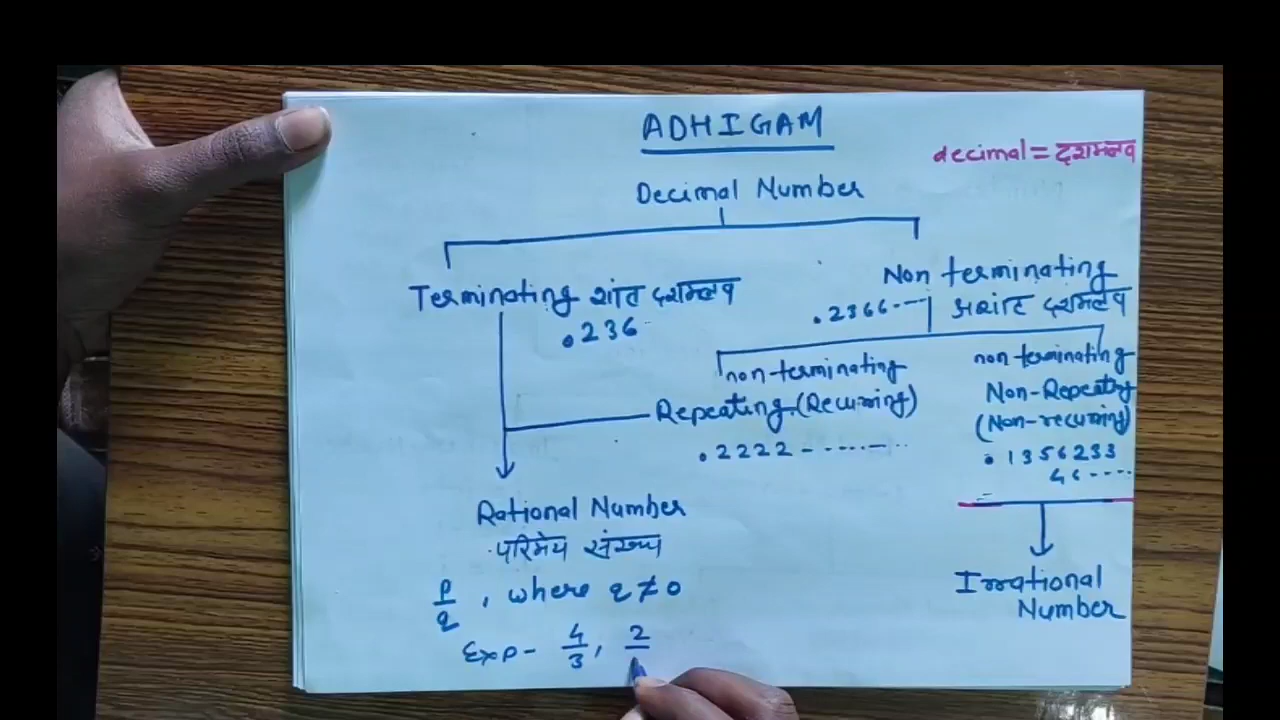 ADHIGAM
decimal = दशमलव
Decimal Number
Terminating शांत दशमलव
.236
Non terminating
.2366--- अशांत दशमलव
non-terminating
Repeating.(Recurring)
.2222-........
non terminating
Non-Repeating
(Non-recurring)
.1356233
46....
Rational Number
परिमेय संख्य
p/q , where q ≠ 0
Exp- 4/3, 2/
Irrational
Number